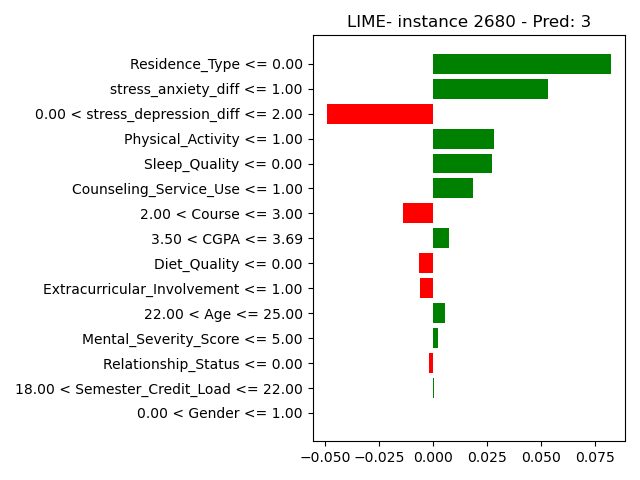 LIME- instance 2680 - Pred: 3
Residence_Type <= 0.00
stress_anxiety_diff <= 1.00
0.00 < stress_depression_diff <= 2.00
Physical_Activity <= 1.00
Sleep_Quality <= 0.00
Counseling_Service_Use <= 1.00
2.00 < Course <= 3.00
3.50 < CGPA <= 3.69
Diet_Quality <= 0.00
Extracurricular_Involvement <= 1.00
22.00 < Age <= 25.00
Mental_Severity_Score <= 5.00
Relationship_Status <= 0.00
18.00 < Semester_Credit_Load <= 22.00
0.00 < Gender <= 1.00
−0.050 −0.025 0.000 0.025 0.050 0.075